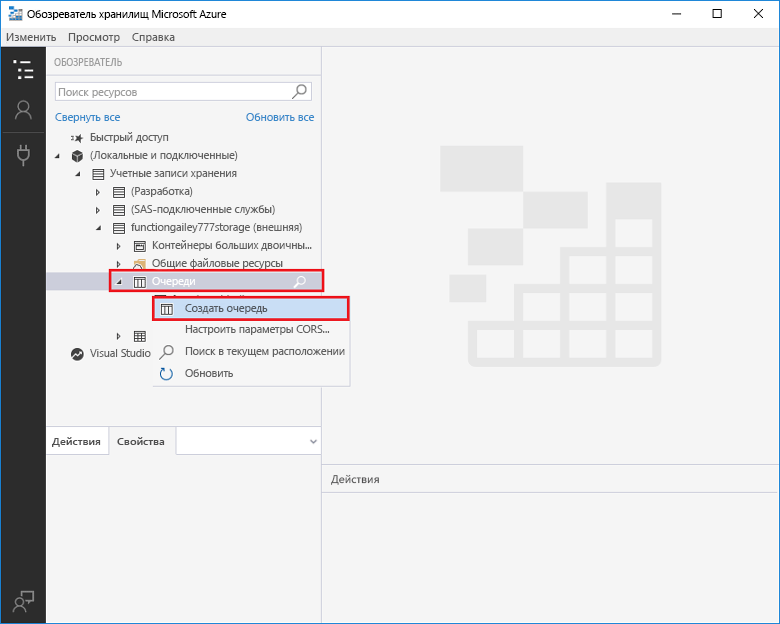 Обозреватель хранилищ Microsoft Azure
Изменить Просмотр Справка
ОБОЗРЕВАТЕЛЬ
Поиск ресурсов
Свернуть все Обновить все
Быстрый доступ
(Локальные и подключенные)
Учетные записи хранения
(Разработка)
(SAS-подключенные службы)
functiongailey777storage (внешняя)
Контейнеры больших двоичны...
Общие файловые ресурсы
Очереди
Создать очередь
Настроить параметры CORS...
Visual Studio
Поиск в текущем расположении
Обновить
Действия Свойства
Действия